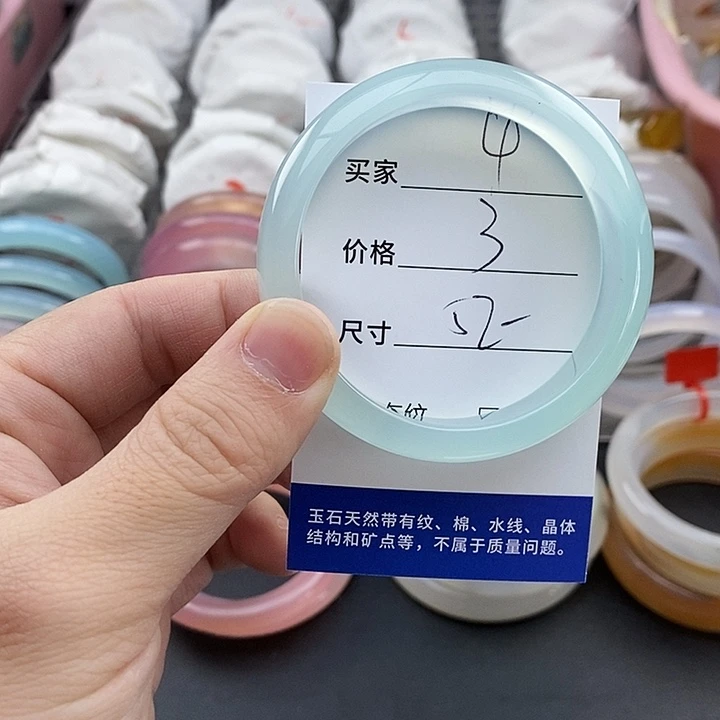 买家 中
价格 3
尺寸 52-
玉石天然带有纹、棉、水线、晶体
结构和矿点等，不属于质量问题。